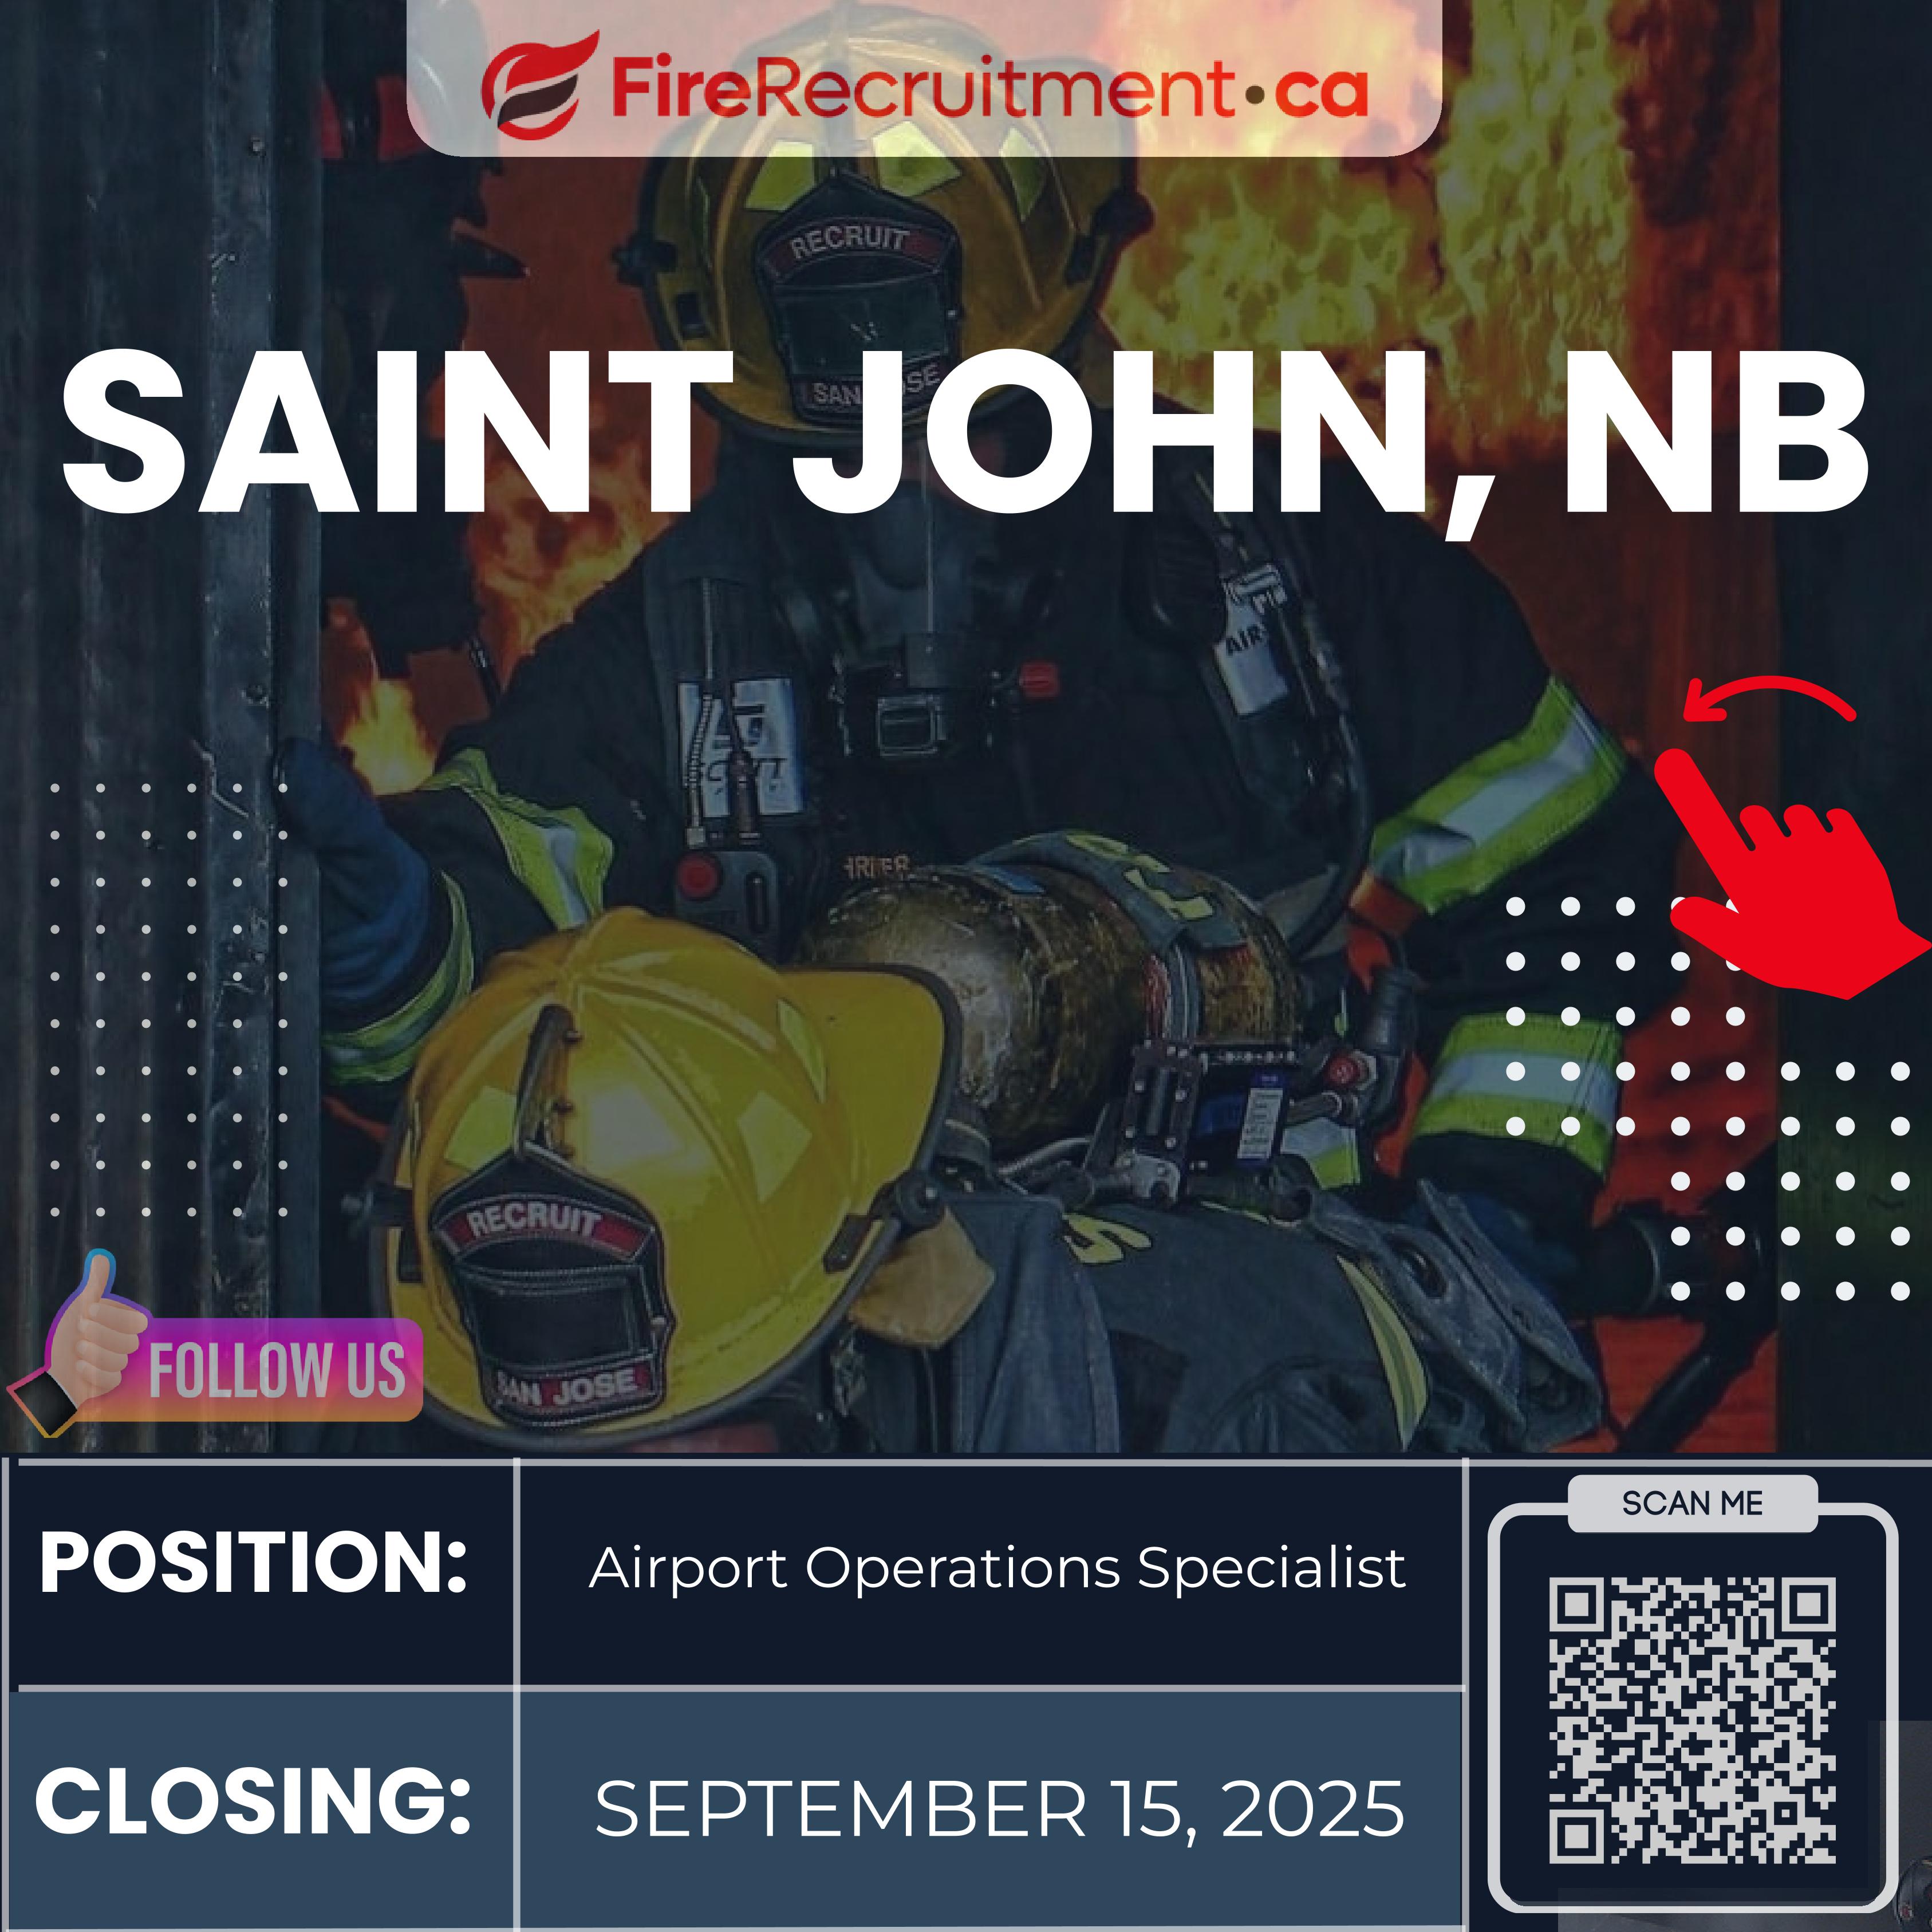 FireRecruitment.ca
RECRUIT
SAINT JOHN, NB
SAN
AIR
RECRUIT
SAN JOSE
FOLLOW US
POSITION:
Airport Operations Specialist
SCAN ME
CLOSING:
SEPTEMBER 15, 2025